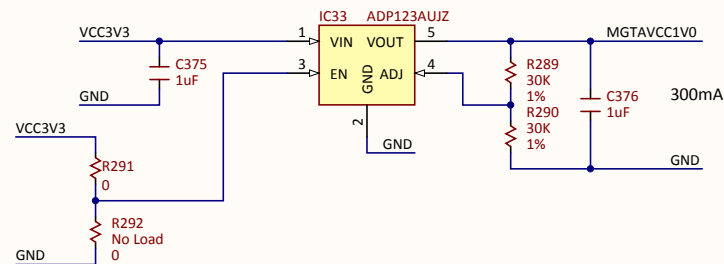 IC33 ADP123AUJZ
VCC3V3 1 VIN VOUT 5 MGTAVCC1V0
C375
1uF
3 EN GND ADJ 4
R289
30K
1%
C376
1uF
300mA
GND
2
GND
R290
30K
1%
GND
VCC3V3
R291
0
R292
No Load
0
GND